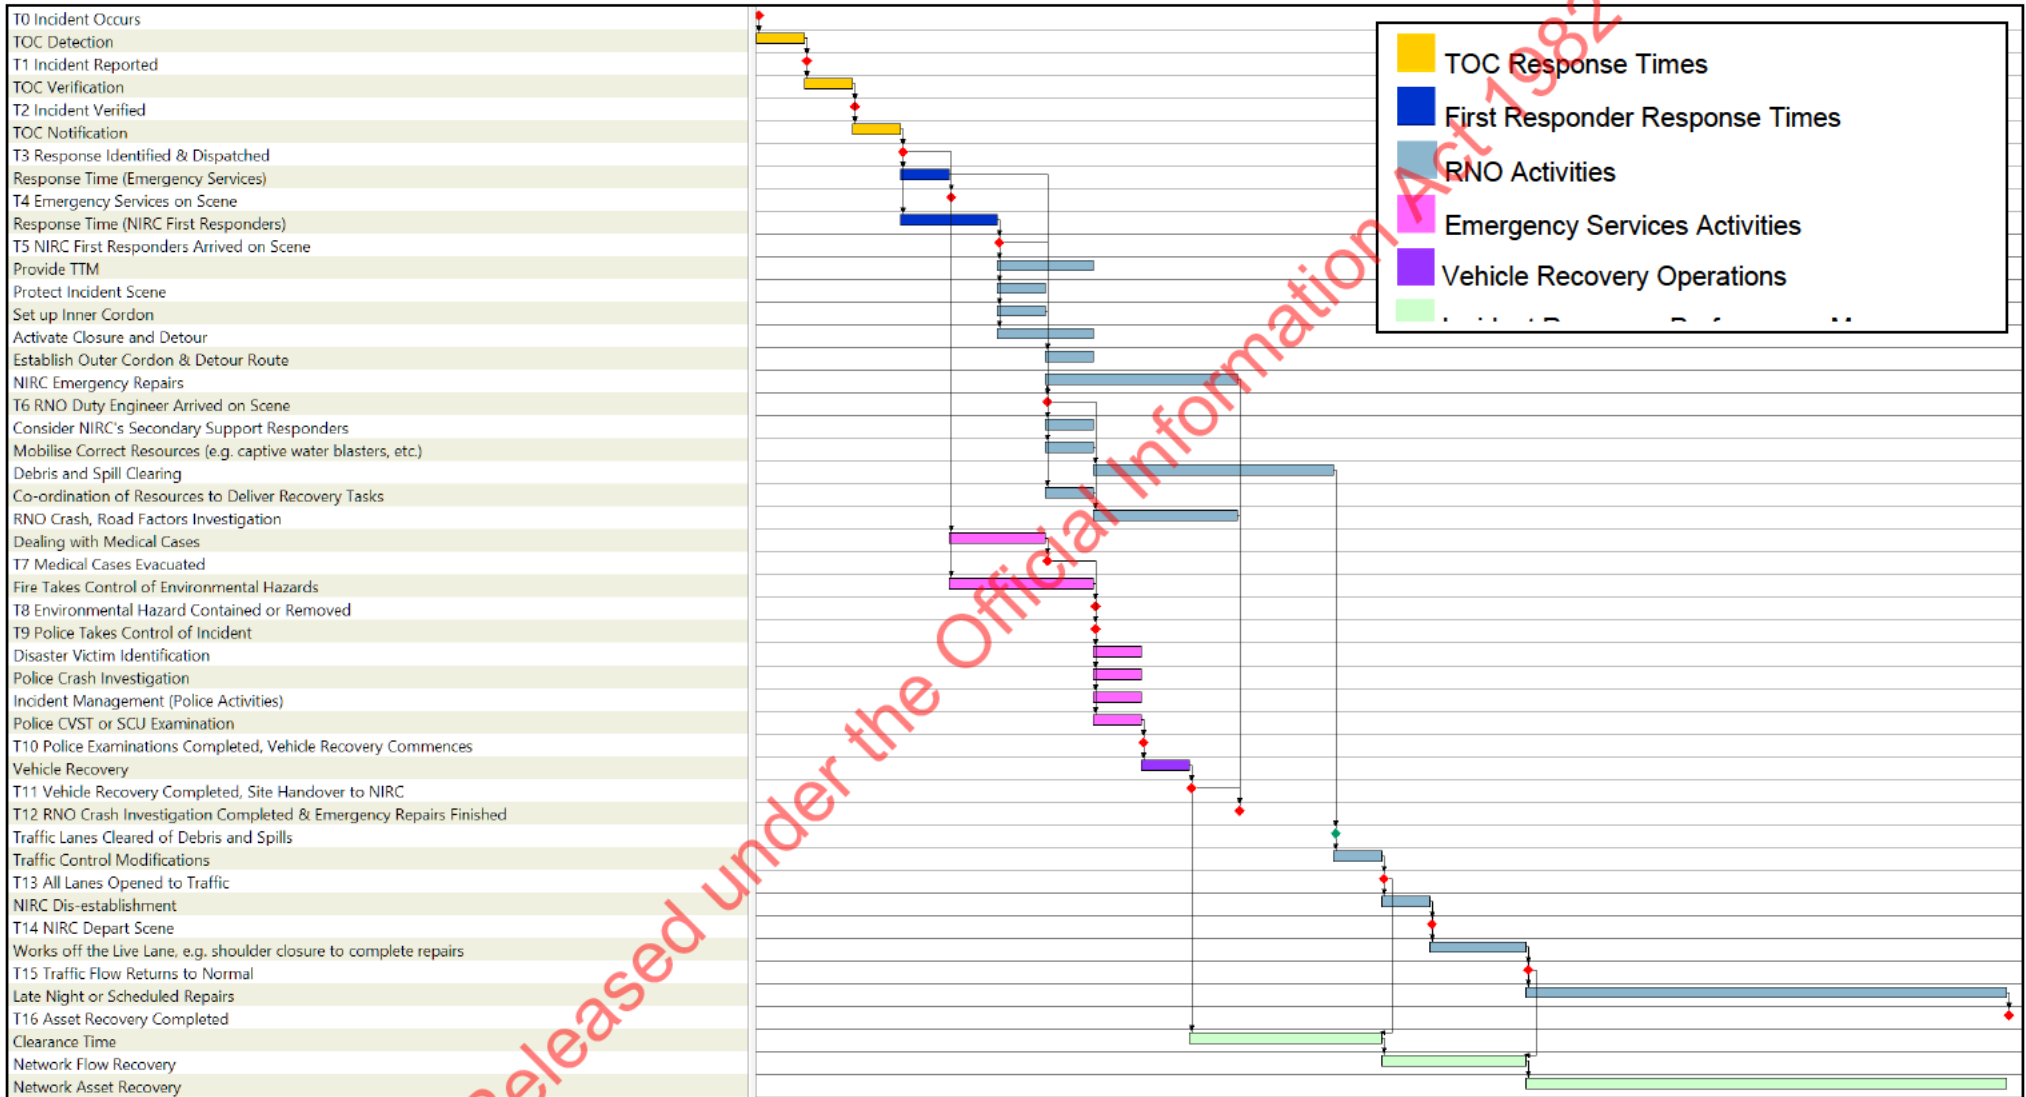 T0 Incident Occurs
TOC Detection
T1 Incident Reported
TOC Verification
T2 Incident Verified
TOC Notification
T3 Response Identified & Dispatched
Response Time (Emergency Services)
T4 Emergency Services on Scene
Response Time (NIRC First Responders)
T5 NIRC First Responders Arrived on Scene
Provide TTM
Protect Incident Scene
Set up Inner Cordon
Activate Closure and Detour
Establish Outer Cordon & Detour Route
NIRC Emergency Repairs
T6 RNO Duty Engineer Arrived on Scene
Consider NIRC's Secondary Support Responders
Mobilise Correct Resources (e.g. captive water blasters, etc.)
Debris and Spill Clearing
Co-ordination of Resources to Deliver Recovery Tasks
RNO Crash, Road Factors Investigation
Dealing with Medical Cases
T7 Medical Cases Evacuated
Fire Takes Control of Environmental Hazards
T8 Environmental Hazard Contained or Removed
T9 Police Takes Control of Incident
Disaster Victim Identification
Police Crash Investigation
Incident Management (Police Activities)
Police CVST or SCU Examination
T10 Police Examinations Completed, Vehicle Recovery Commences
Vehicle Recovery
T11 Vehicle Recovery Completed, Site Handover to NIRC
T12 RNO Crash Investigation Completed & Emergency Repairs Finished
Traffic Lanes Cleared of Debris and Spills
Traffic Control Modifications
T13 All Lanes Opened to Traffic
NIRC Dis-establishment
T14 NIRC Depart Scene
Works off the Live Lane, e.g. shoulder closure to complete repairs
T15 Traffic Flow Returns to Normal
Late Night or Scheduled Repairs
T16 Asset Recovery Completed
Clearance Time
Network Flow Recovery
Network Asset Recovery
TOC Response Times
First Responder Response Times
RNO Activities
Emergency Services Activities
Vehicle Recovery Operations
Released under the Official Information Act 1982